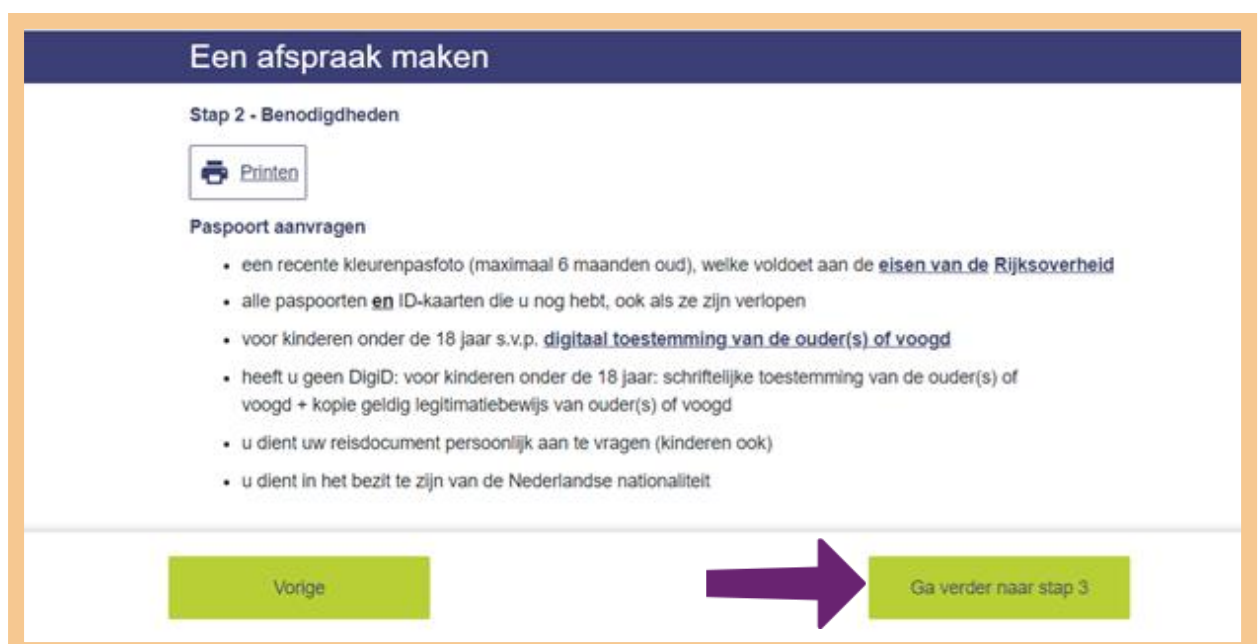 Een afspraak maken
Stap 2 - Benodigdheden
Printen
Paspoort aanvragen
• een recente kleurenpasfoto (maximaal 6 maanden oud), welke voldoet aan de eisen van de Rijksoverheid
• alle paspoorten en ID-kaarten die u nog hebt, ook als ze zijn verlopen
• voor kinderen onder de 18 jaar s.v.p. digitaal toestemming van de ouder(s) of voogd
• heeft u geen DigiD: voor kinderen onder de 18 jaar: schriftelijke toestemming van de ouder(s) of
voogd + kopie geldig legitimatiebewijs van ouder(s) of voogd
• u dient uw reisdocument persoonlijk aan te vragen (kinderen ook)
• u dient in het bezit te zijn van de Nederlandse nationaliteit
Vorige
Ga verder naar stap 3